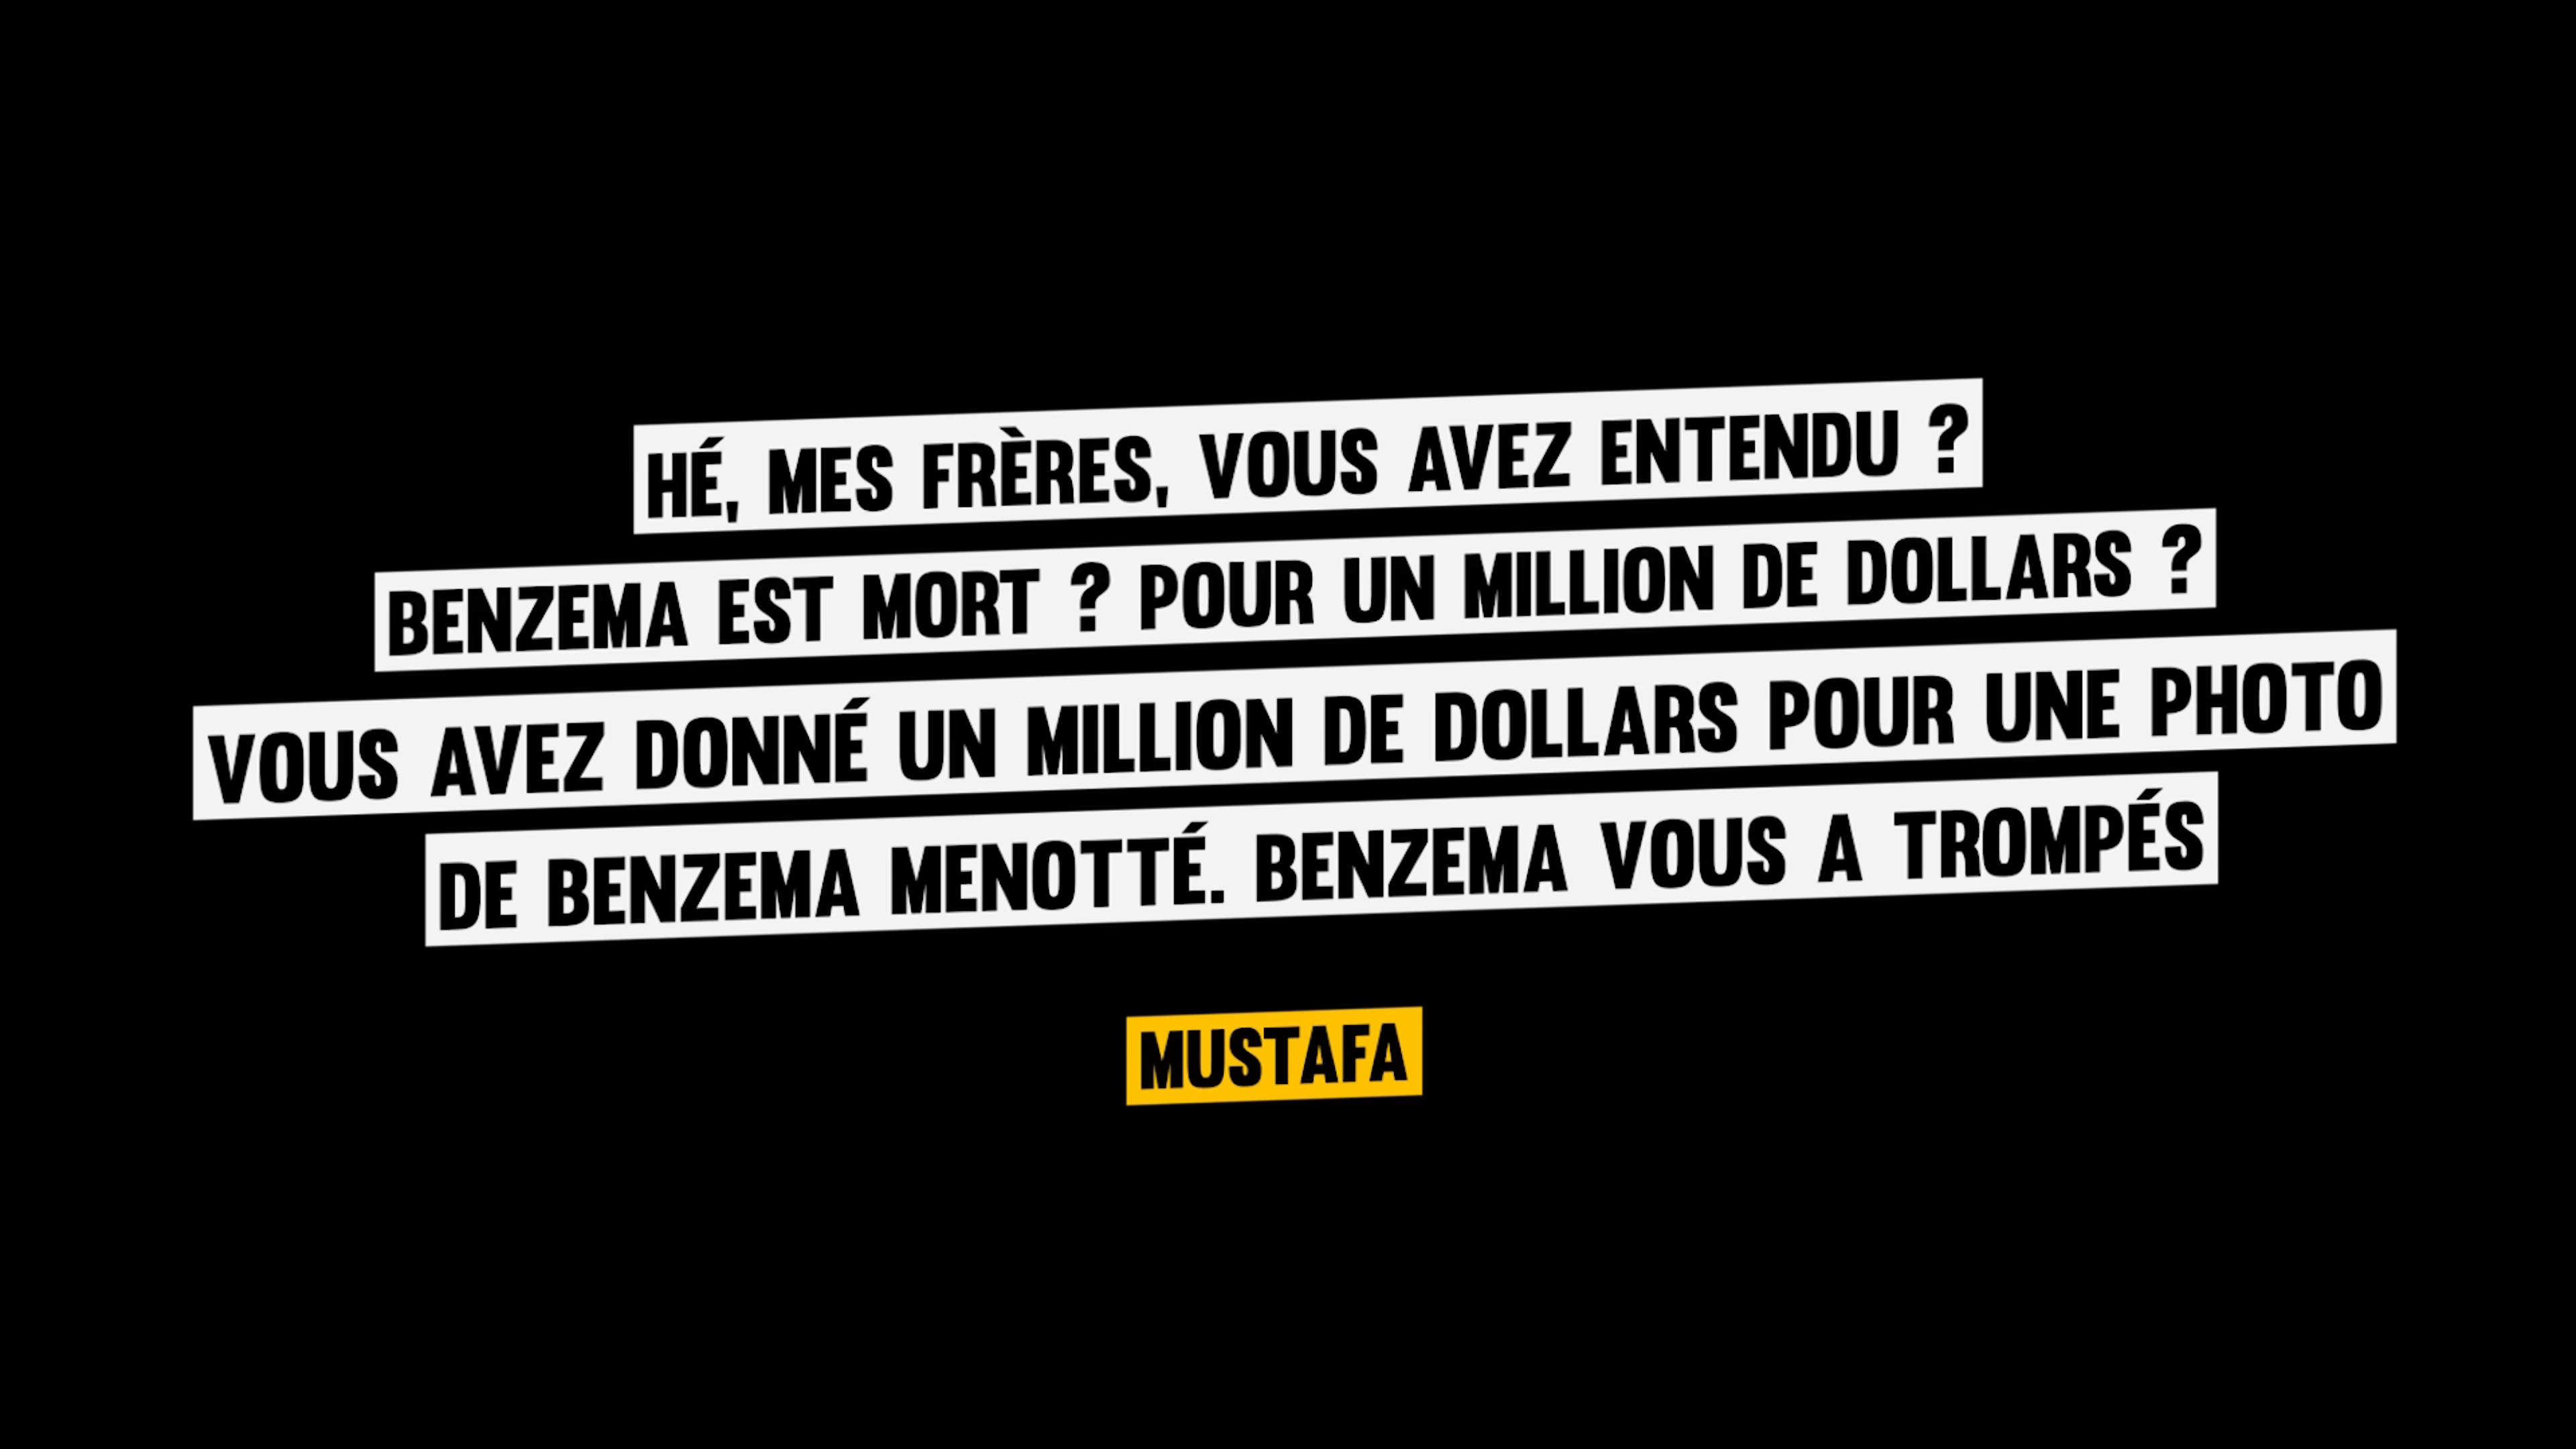 HÉ, MES FRÈRES, VOUS AVEZ ENTENDU ?
BENZEMA EST MORT ? POUR UN MILLION DE DOLLARS ?
VOUS AVEZ DONNÉ UN MILLION DE DOLLARS POUR UNE PHOTO
DE BENZEMA MENOTTÉ. BENZEMA VOUS A TROMPÉS
MUSTAFA